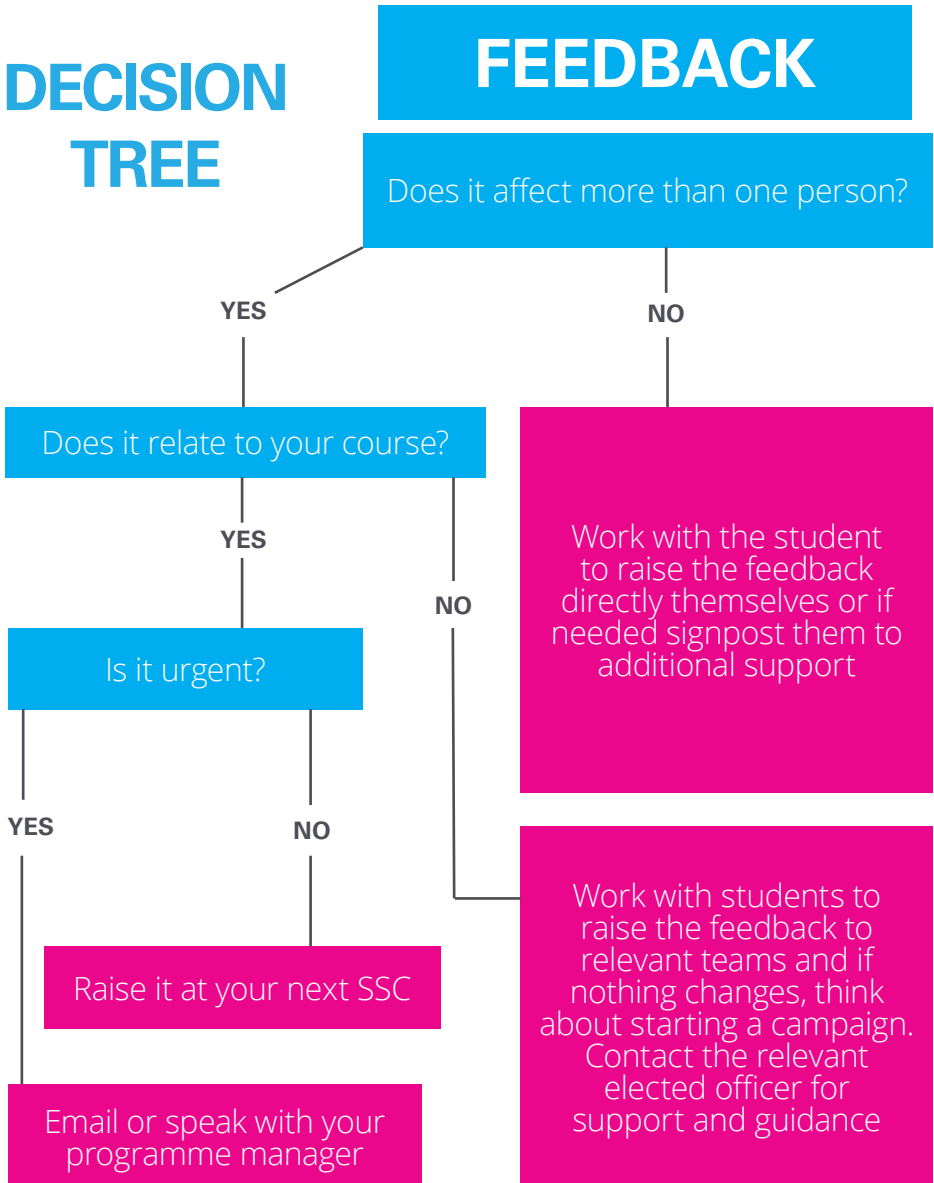 DECISION
TREE
FEEDBACK
Does it affect more than one person?
YES
NO
Does it relate to your course?
YES
NO
Work with the student
to raise the feedback
directly themselves or if
needed signpost them to
additional support
Is it urgent?
YES
NO
Raise it at your next SSC
Email or speak with your
programme manager
Work with students to
raise the feedback to
relevant teams and if
nothing changes, think
about starting a campaign.
Contact the relevant
elected officer for
support and guidance